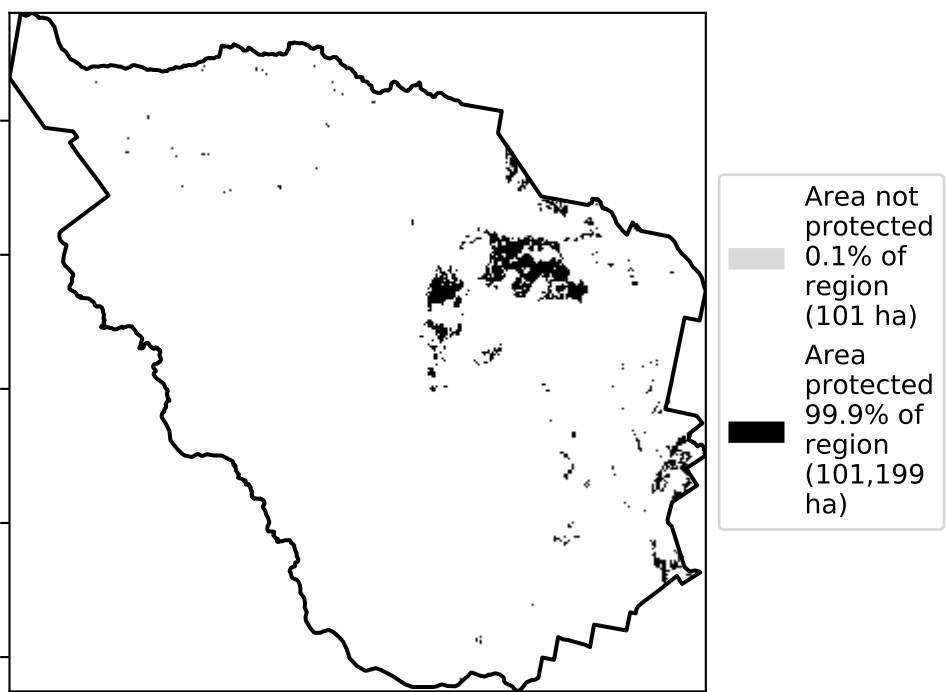 Area not
protected
0.1% of
region
(101 ha)
Area
protected
99.9% of
region
(101,199
ha)